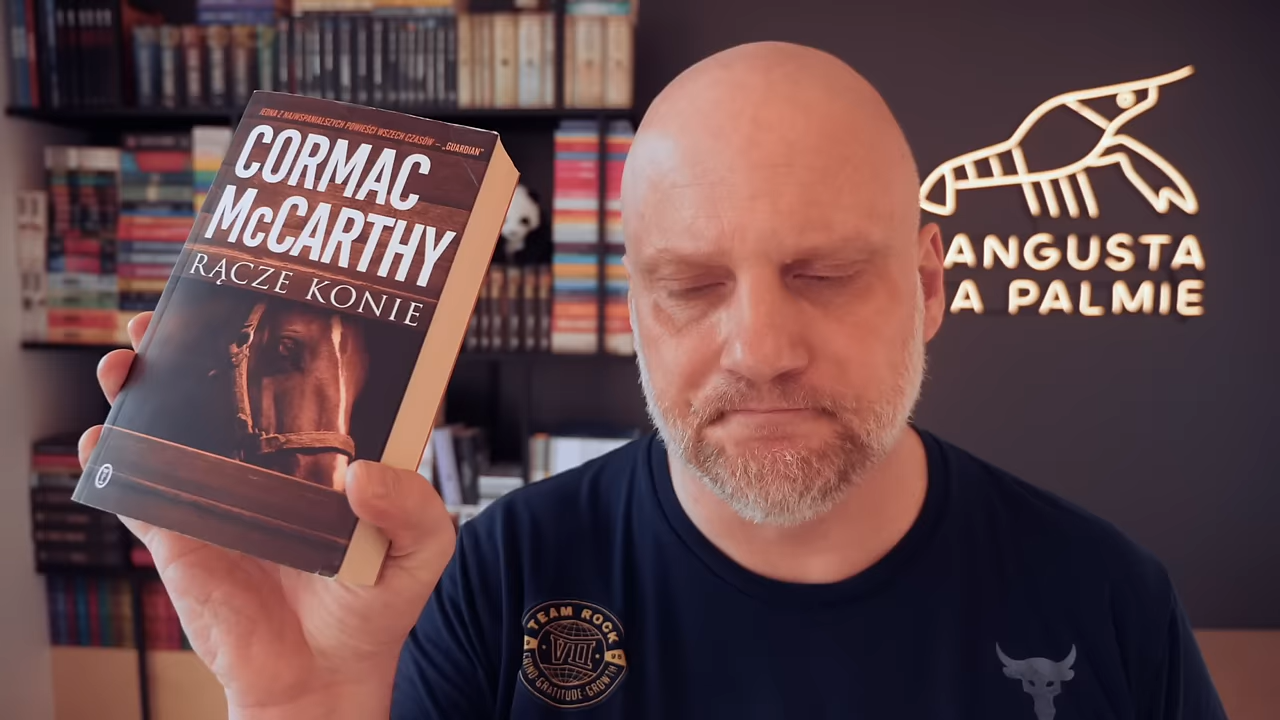 JEDNA Z NAJWSPANIALSZYCH POWIEŚCI WSZECH CZASÓW – „GUARDIAN”
CORMAC
McCARTHY
RĄCZE KONIE
ANGUSTA
A PALMIE
TEAM ROCK
VII
GRIND·GRATITUDE·GROWTH